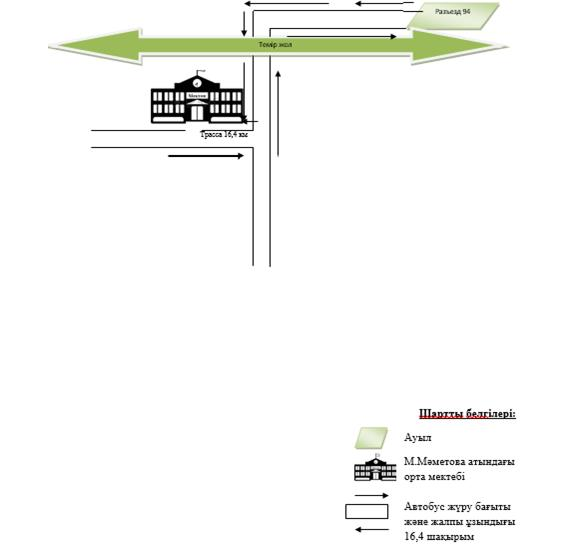 Разъезд 94
Темір жол
Мектеп
Трасса 16,4 км
Шартты белгілері:
Ауыл
М.Мәметова атындағы
орта мектебі
Автобус жүру бағыты
және жалпы ұзындығы
16,4 шақырым